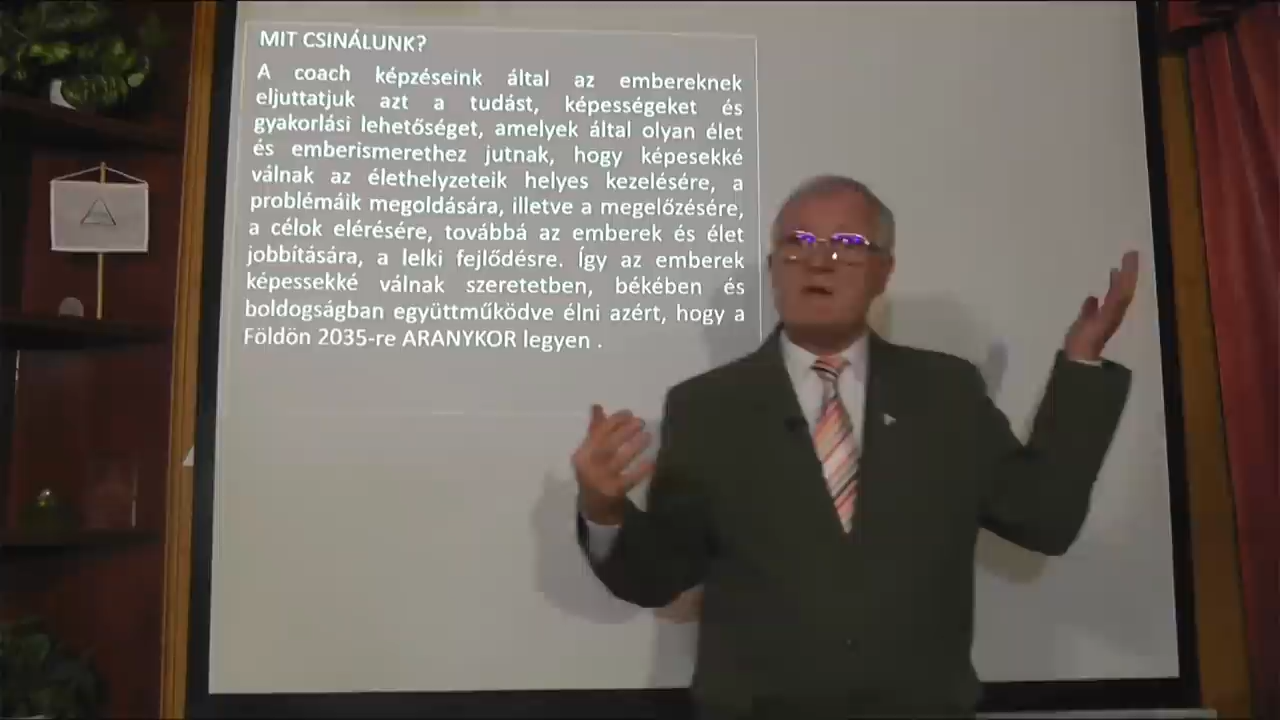 MIT CSINÁLUNK?
A coach képzéseink által az embereknek
eljuttatjuk azt a tudást, képességeket és
gyakorlási lehetőséget, amelyek által olyan élet
és emberismerethez jutnak, hogy képesekké
válnak az élethelyzeteik helyes kezelésére, a
problémáik megoldására, illetve a megelőzésére,
a célok elérésére, továbbá az emberek és élet
jobbítására, a lelki fejlődésre. Így az emberek
képessekké válnak szeretetben, békében és
boldogságban együttműködve élni azért, hogy a
Földön 2035-re ARANYKOR legyen .